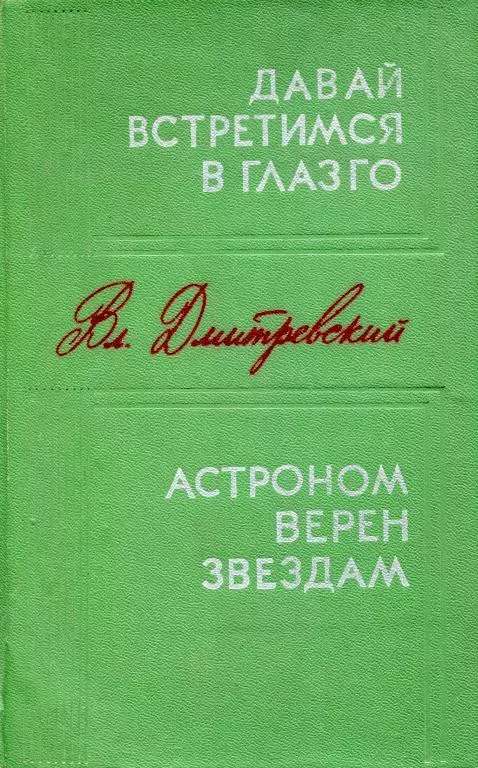 ДАВАЙ
ВСТРЕТИМСЯ
В ГЛАЗГО
Вл. Дмитревский
АСТРОНОМ
ВЕРЕН
ЗВЕЗДАМ